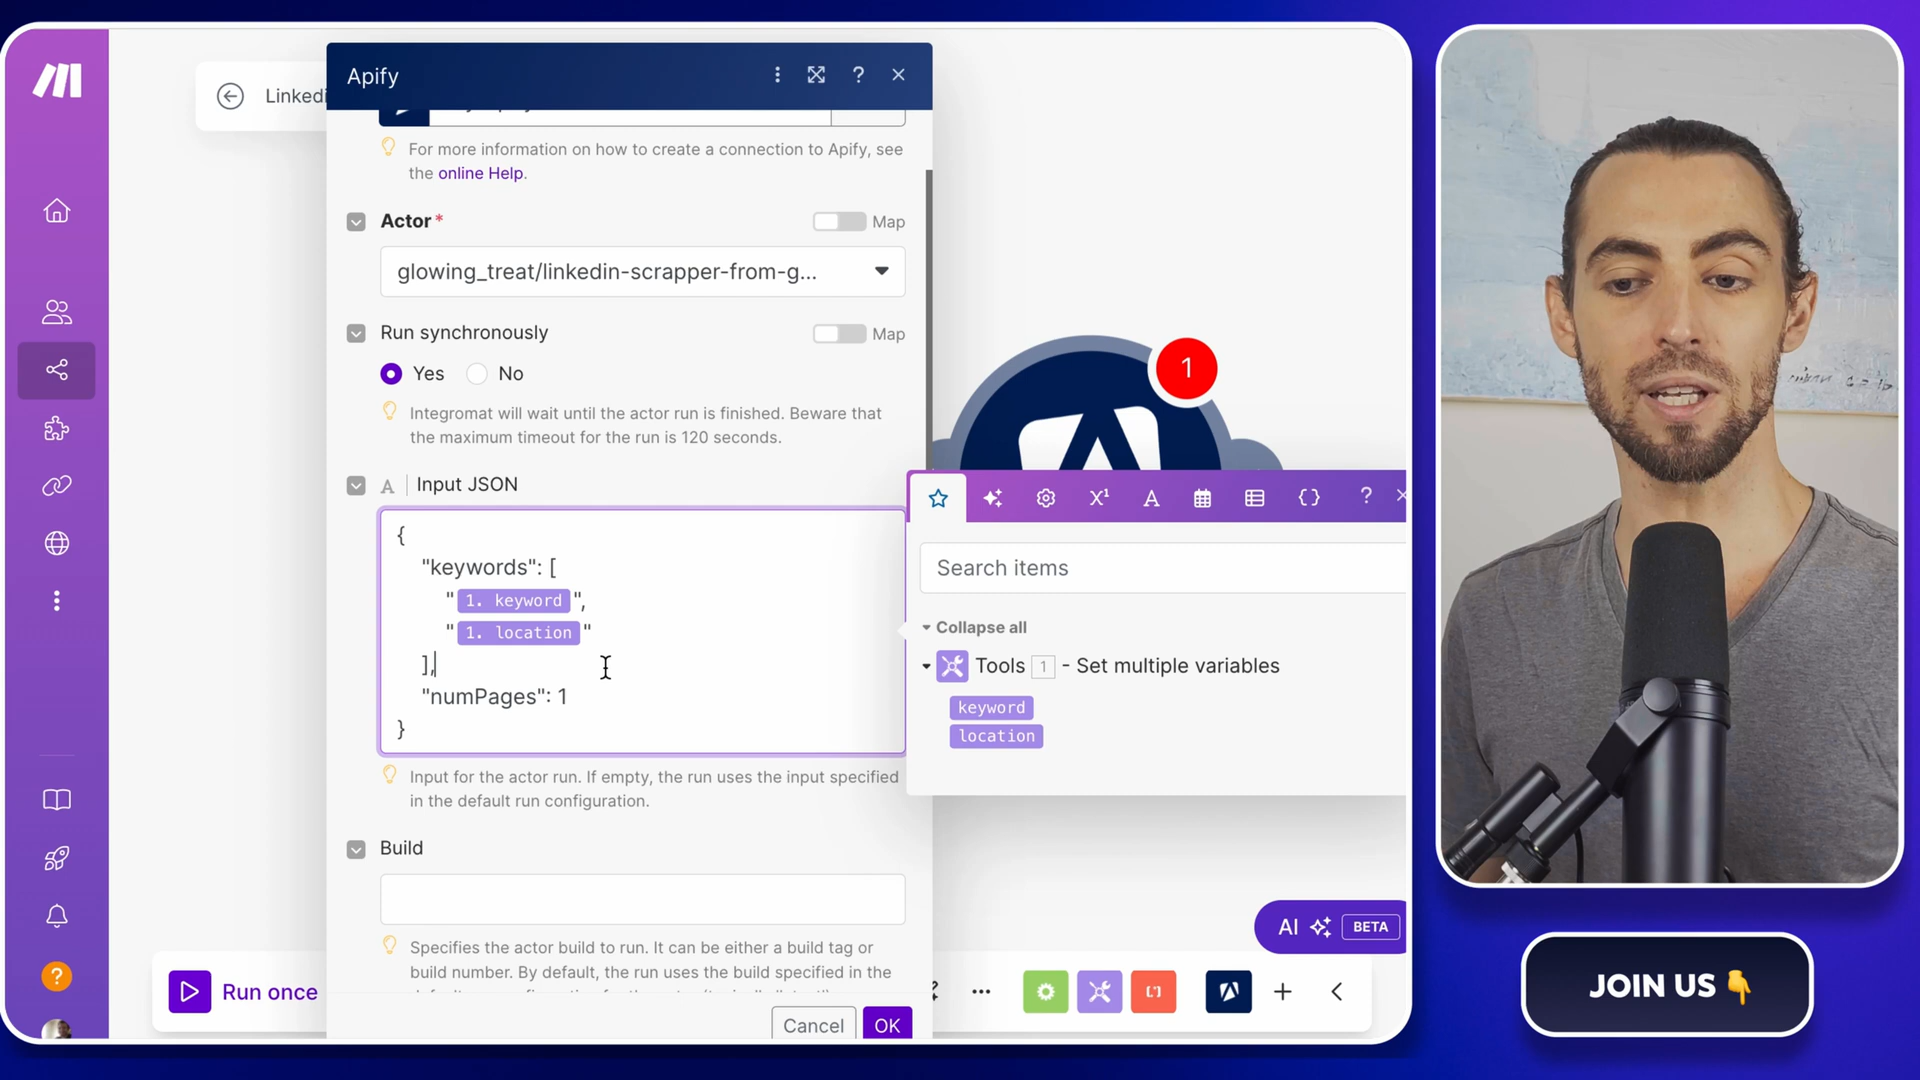 Linkedi
Apify
?
For more information on how to create a connection to Apify, see
the online Help.
Actor*
Map
glowing_treat/linkedin-scrapper-from-g...
Run synchronously
Map
Yes
No
Integromat will wait until the actor run is finished. Beware that
the maximum timeout for the run is 120 seconds.
A
Input JSON
{
"keywords": [
"1. keyword",
"1. location"
],
"numPages": 1
}
Input for the actor run. If empty, the run uses the input specified
in the default run configuration.
Build
Specifies the actor build to run. It can be either a build tag or
build number. By default, the run uses the build specified in the
Cancel
OK
1
X¹
A
{}
?
Search items
Collapse all
Tools 1 - Set multiple variables
keyword
location
AI
BETA
?
Run once
JOIN US 👇